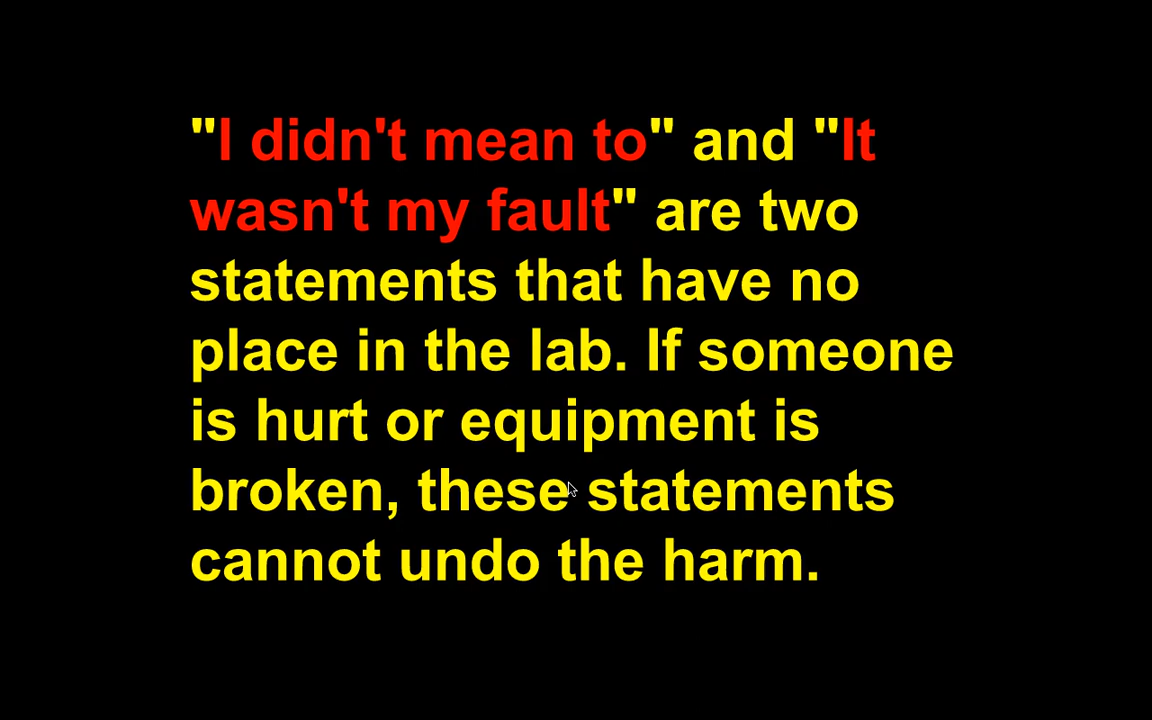 "I didn't mean to" and "It
wasn't my fault" are two
statements that have no
place in the lab. If someone
is hurt or equipment is
broken, these statements
cannot undo the harm.